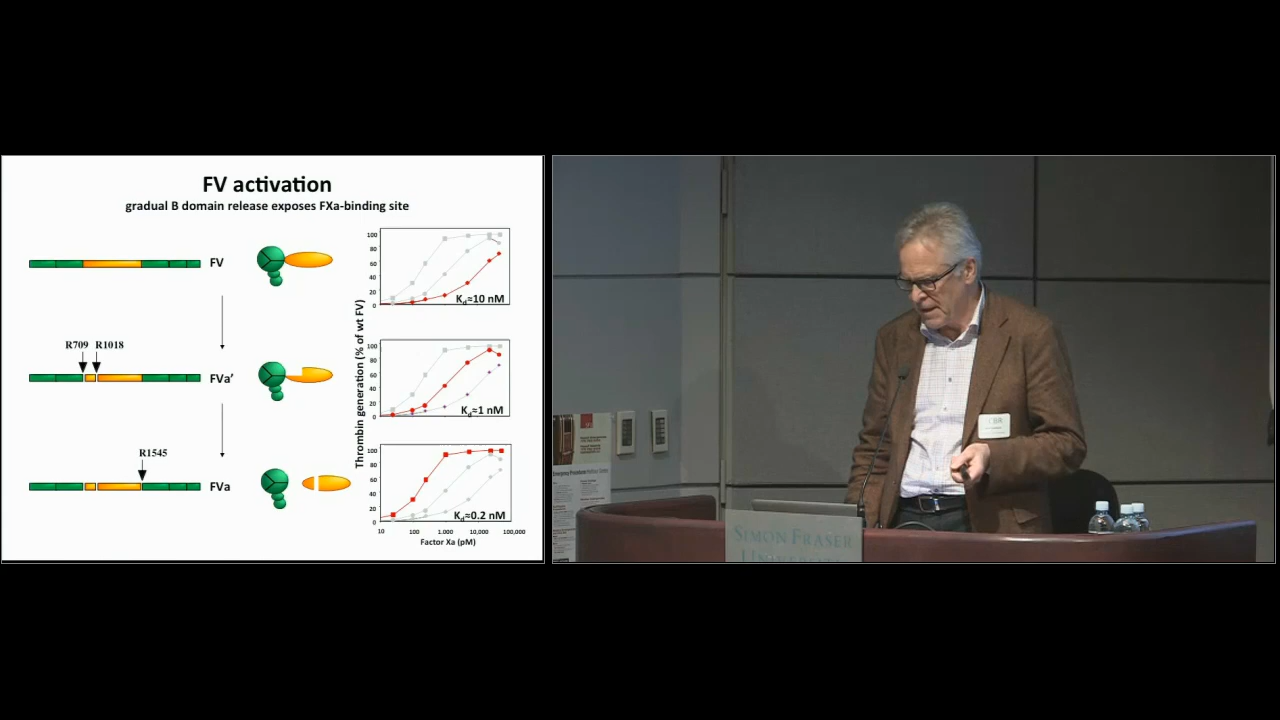 FV activation
gradual B domain release exposes FXa-binding site
FV
R709 R1018
FVa’
R1545
FVa
Thrombin generation (% of wt FV)
100
80
60
40
20
0
Kd≈10 nM
100
80
60
40
20
0
Kd≈1 nM
100
80
60
40
20
0
Kd≈0.2 nM
10 100 1.000 10,000 100,000
Factor Xa (pM)
SIMON FRASER
UNIVERSITY